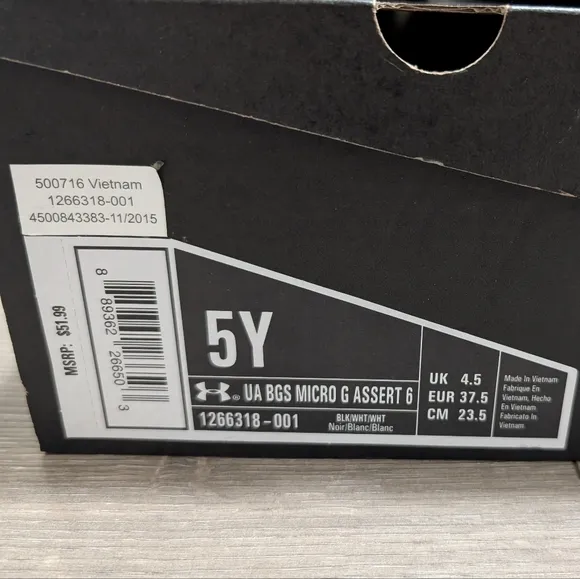 500716 Vietnam
1266318-001
4500843383-11/2015
MSRP: $51.99
8 89362 26650 3
5Y
® UA BGS MICRO G ASSERT 6
1266318-001
BLK/WHT/WHT
Noir/Blanc/Blanc
UK 4.5
EUR 37.5
CM 23.5
Made In Vietnam
Fabrique En
Vietnam, Hecho
En Vietnam
Fabricato In
Vietnam